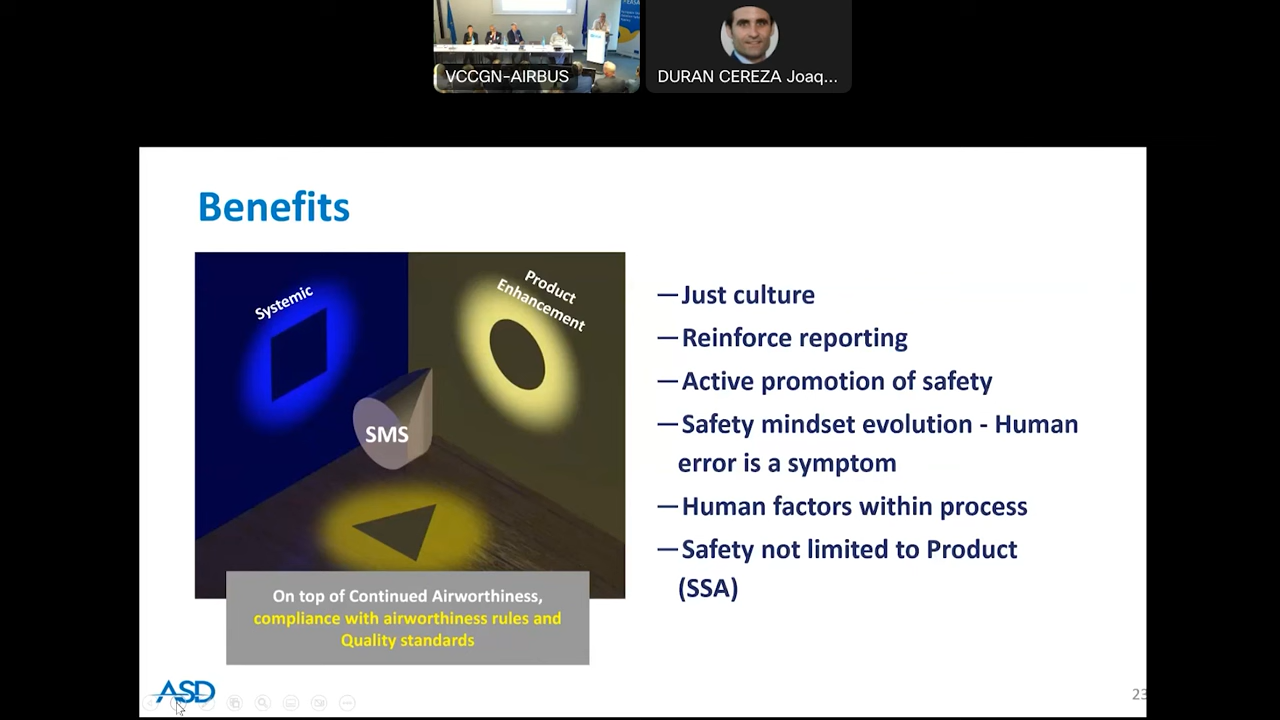 VCCGN-AIRBUS
DURAN CEREZA Joaq...
Benefits
Systemic
Product
Enhancement
SMS
On top of Continued Airworthiness,
compliance with airworthiness rules and
Quality standards
—Just culture
—Reinforce reporting
—Active promotion of safety
—Safety mindset evolution - Human
error is a symptom
—Human factors within process
—Safety not limited to Product
(SSA)
ASD
23